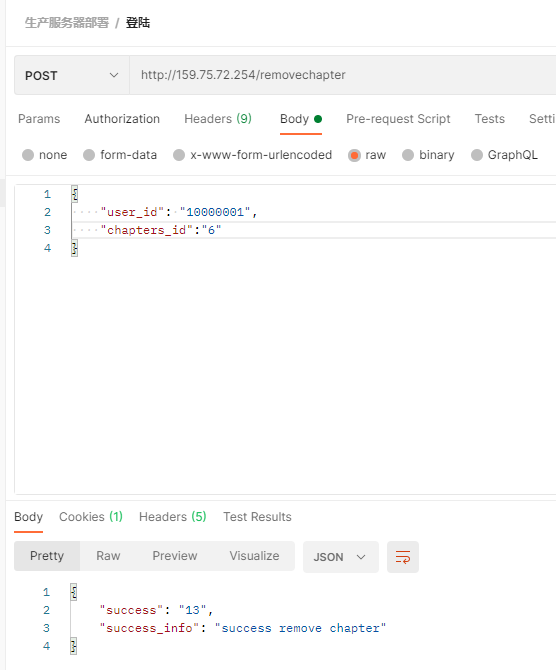 生产服务器部署 / 登陆
POST http://159.75.72.254/removechapter
Params Authorization Headers (9) Body Pre-request Script Tests Setti
none form-data x-www-form-urlencoded raw binary GraphQL
1 {
2 "user_id": "10000001",
3 "chapters_id":"6"
4 }
Body Cookies (1) Headers (5) Test Results
Pretty Raw Preview Visualize JSON
1 {
2 "success": "13",
3 "success_info": "success remove chapter"
4 }